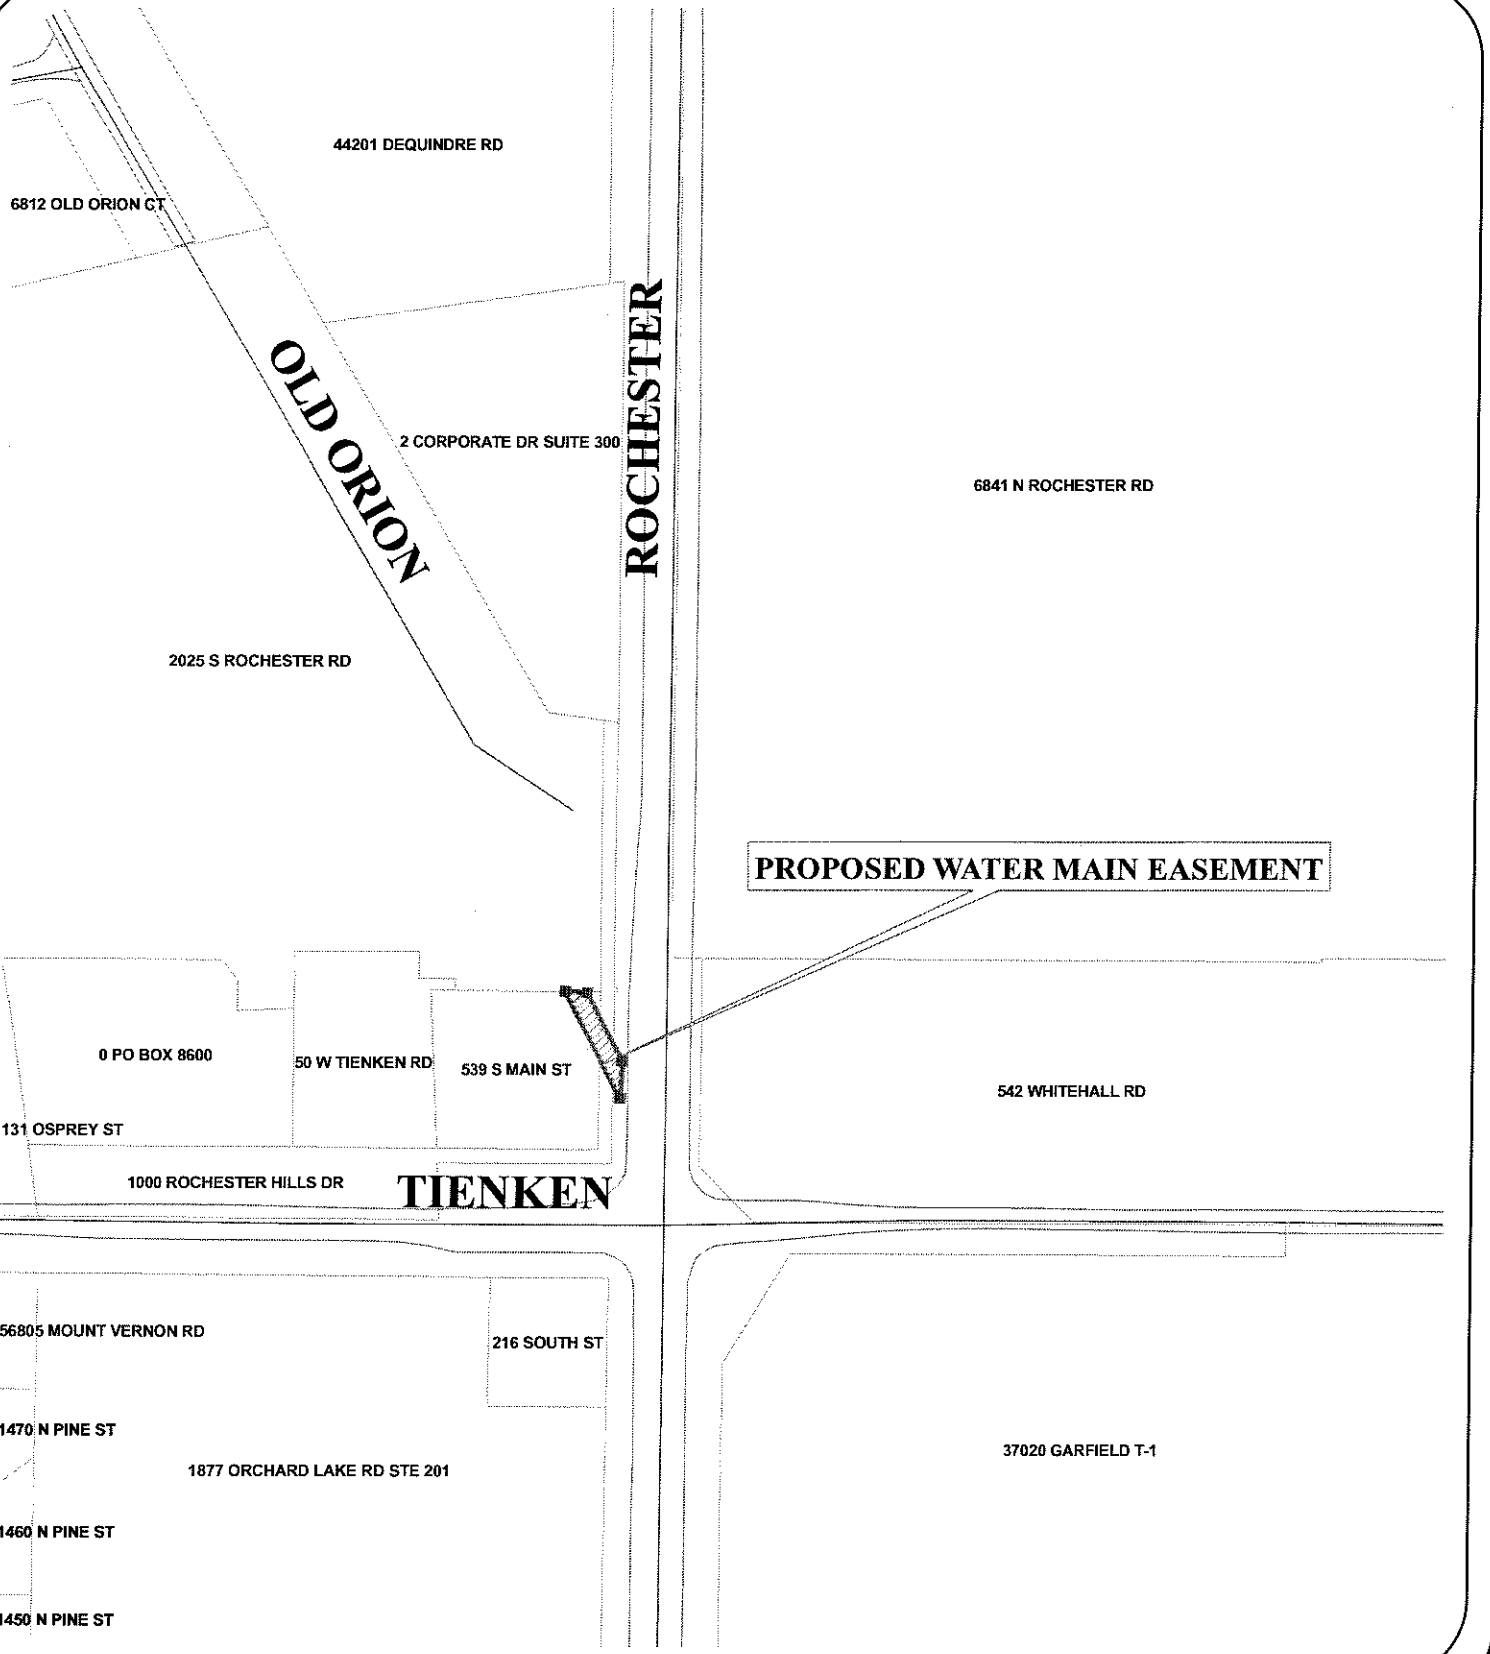 44201 DEQUINDRE RD
6812 OLD ORION CT
OLD ORION
ROCHESTER
2 CORPORATE DR SUITE 300
6841 N ROCHESTER RD
2025 S ROCHESTER RD
PROPOSED WATER MAIN EASEMENT
0 PO BOX 8600
50 W TIENKEN RD
539 S MAIN ST
542 WHITEHALL RD
131 OSPREY ST
1000 ROCHESTER HILLS DR
TIENKEN
56805 MOUNT VERNON RD
216 SOUTH ST
1470 N PINE ST
37020 GARFIELD T-1
1877 ORCHARD LAKE RD STE 201
1460 N PINE ST
1450 N PINE ST